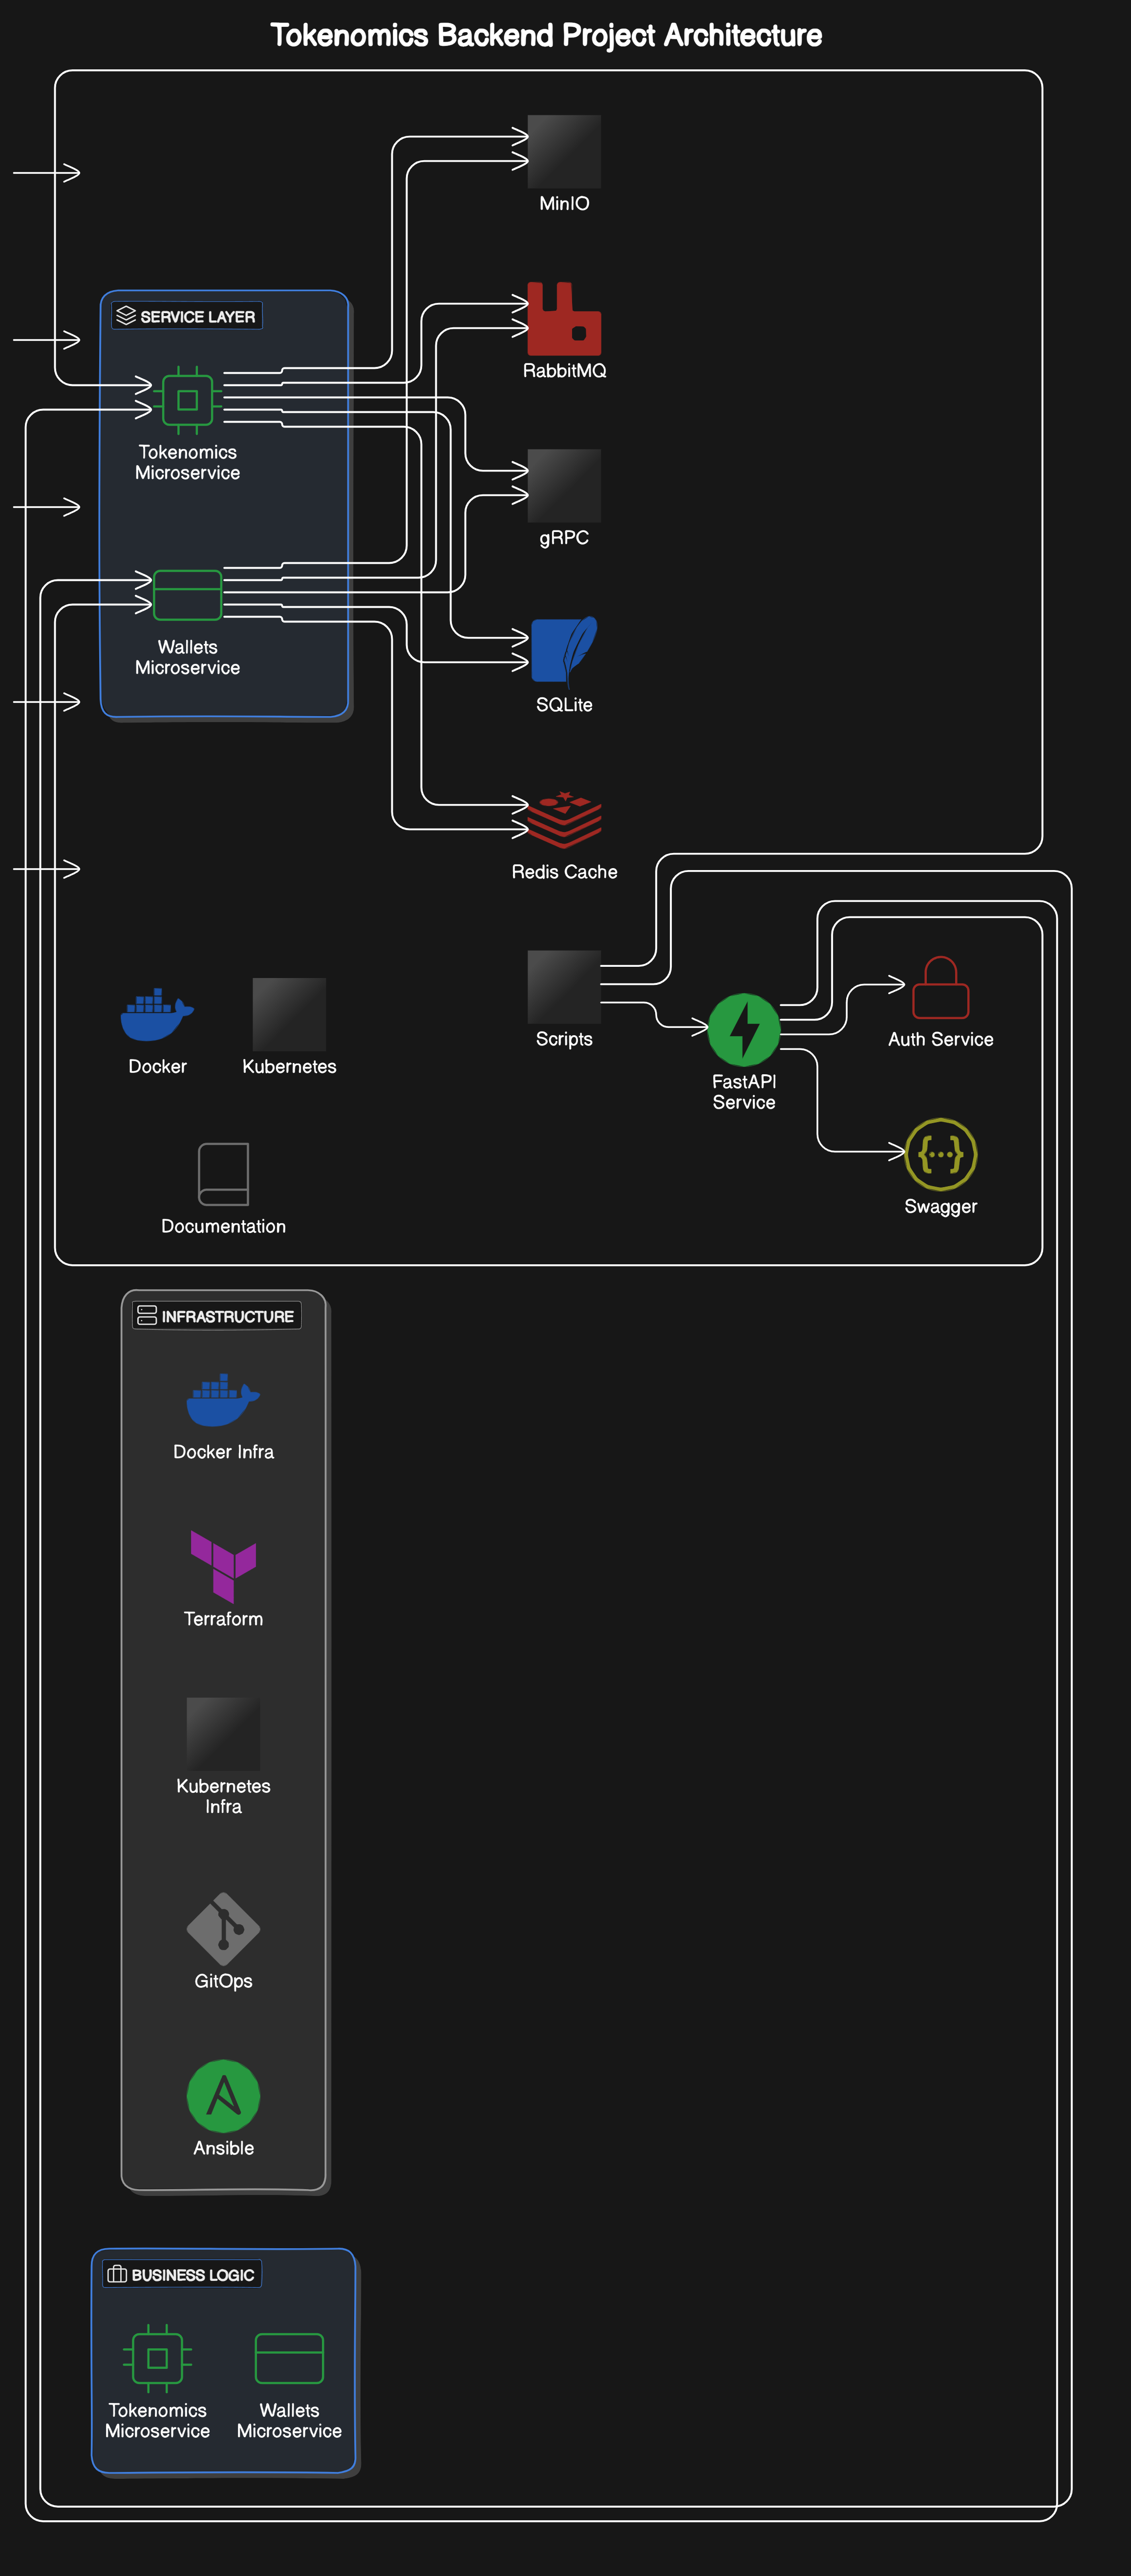 Tokenomics Backend Project Architecture
MinIO
SERVICE LAYER
RabbitMQ
Tokenomics
Microservice
gRPC
Wallets
Microservice
SQLite
Redis Cache
Docker
Kubernetes
Scripts
Auth Service
FastAPI
Service
Documentation
{...}
Swagger
INFRASTRUCTURE
Docker Infra
Terraform
Kubernetes
Infra
GitOps
Ansible
BUSINESS LOGIC
Tokenomics
Microservice
Wallets
Microservice